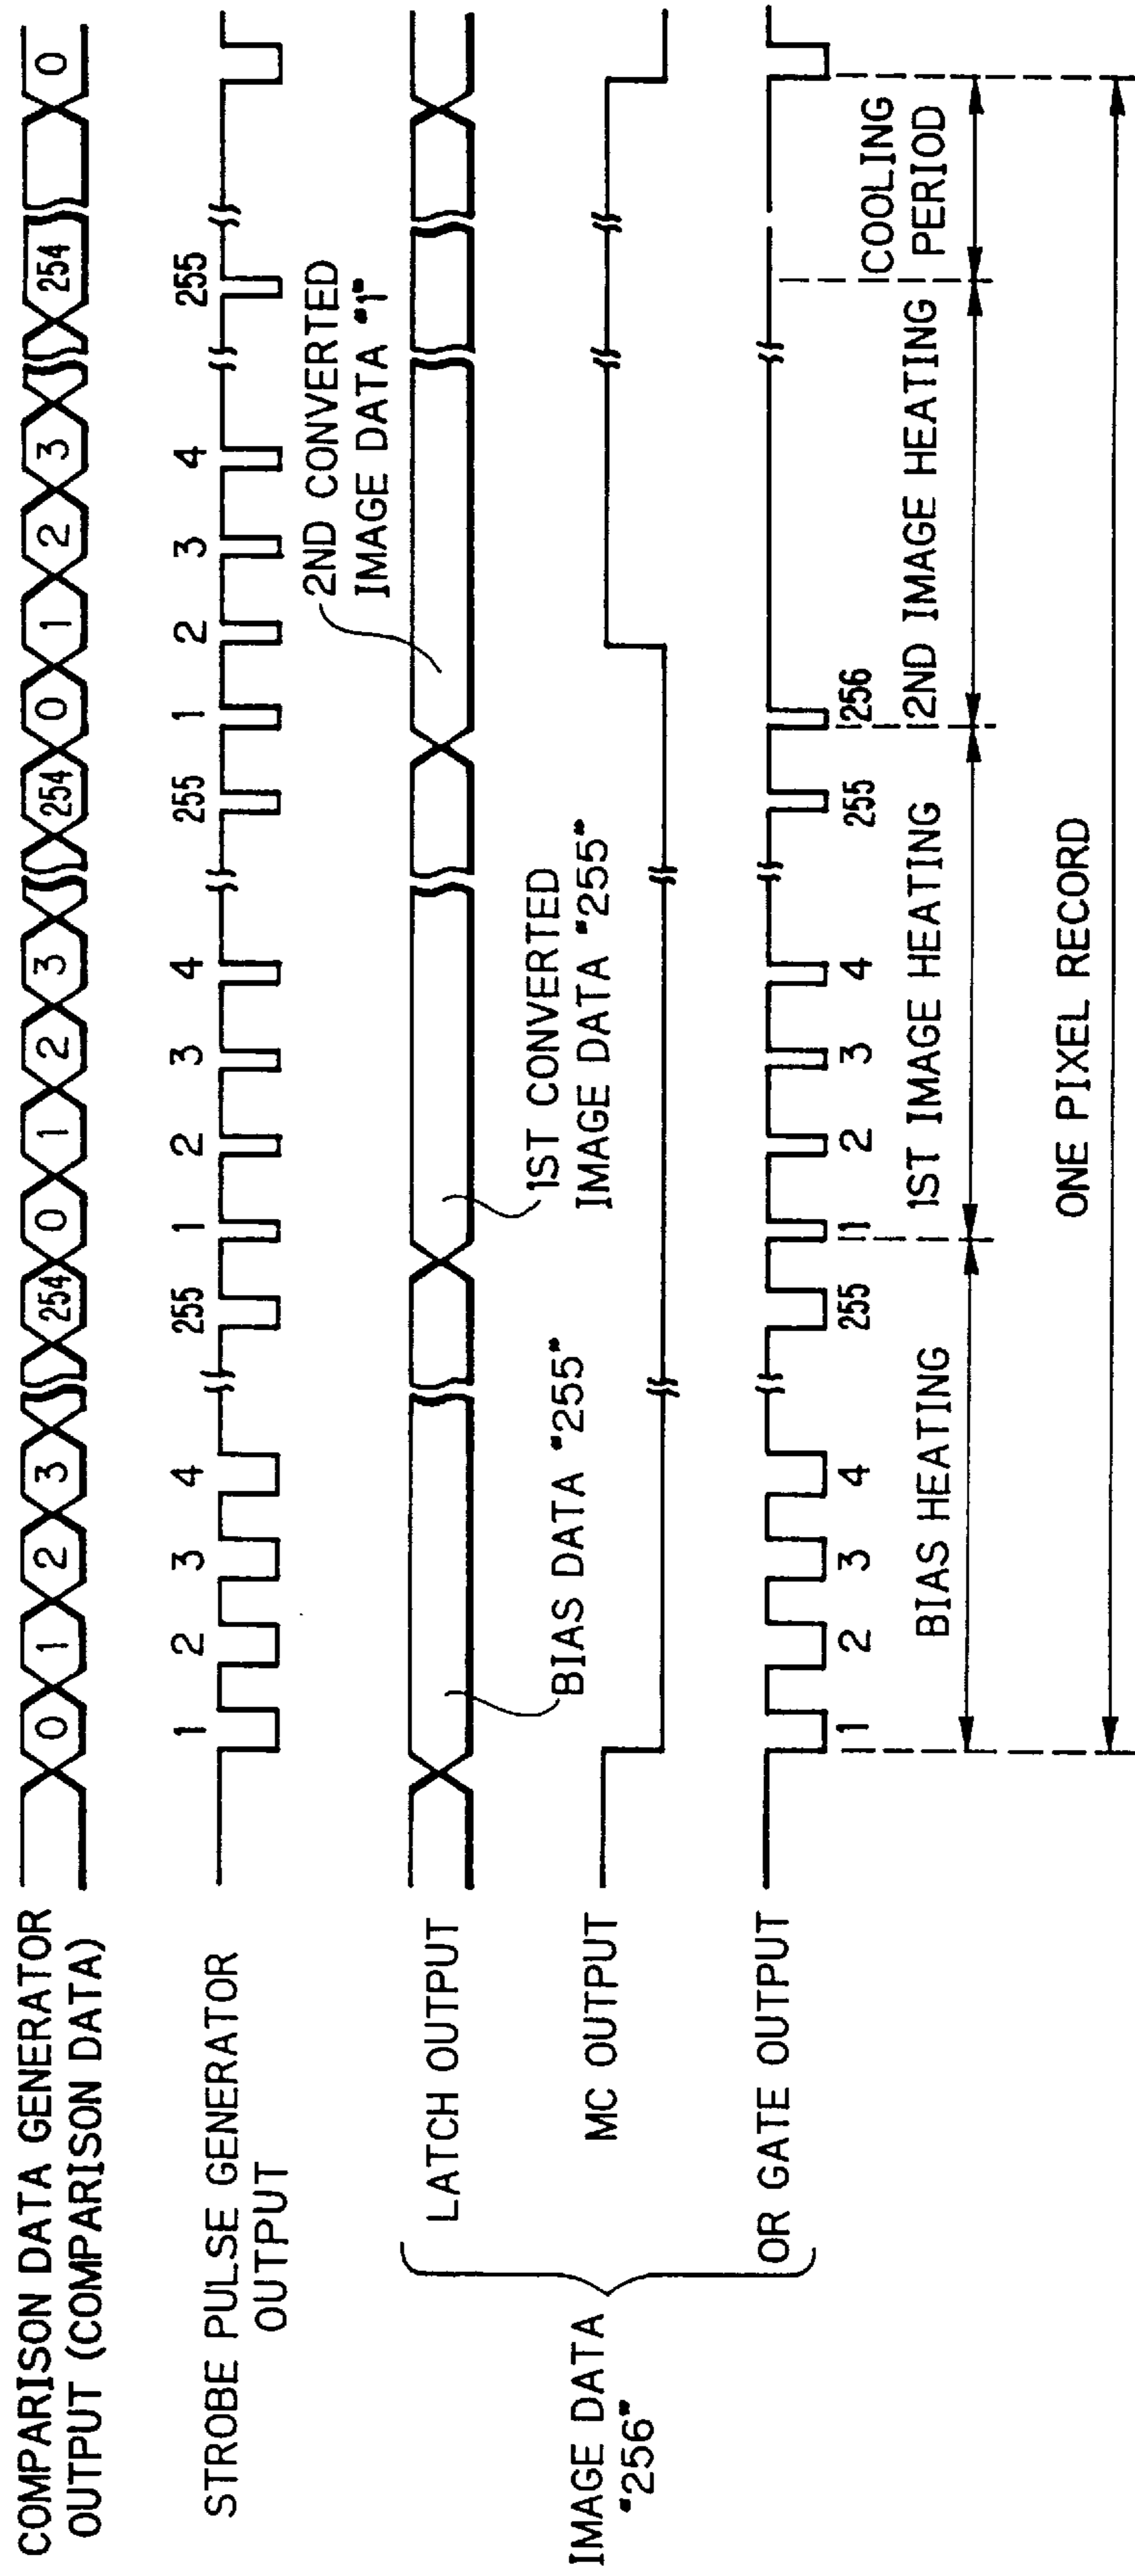 COMPARISON DATA GENERATOR
OUTPUT (COMPARISON DATA)
0 1 2 3 254 0 1 2 3 254 0 1 2 3 254 0
STROBE PULSE GENERATOR
OUTPUT
1 2 3 4 255 1 2 3 4 255 1 2 3 4 255
2ND CONVERTED
IMAGE DATA "1"
IMAGE DATA
"256"
LATCH OUTPUT
1ST CONVERTED
IMAGE DATA "255"
BIAS DATA "255"
MC OUTPUT
OR GATE OUTPUT
1 2 3 4 255 1 2 3 4 255 256
COOLING
PERIOD
BIAS HEATING
1ST IMAGE HEATING
2ND IMAGE HEATING
ONE PIXEL RECORD